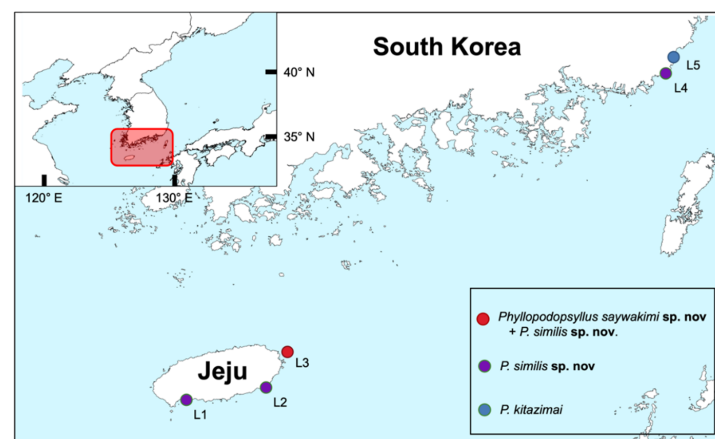 South Korea
40° N
35° N
120° E
130° E
L5
L4
Jeju
L3
L2
L1
Phyllopodopsyllus saywakimi sp. nov
+ P. similis sp. nov.
P. similis sp. nov
P. kitazimai